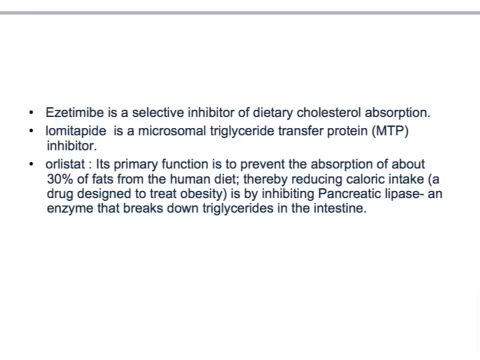 • Ezetimibe is a selective inhibitor of dietary cholesterol absorption.
• lomitapide is a microsomal triglyceride transfer protein (MTP)
inhibitor.
• orlistat : Its primary function is to prevent the absorption of about
30% of fats from the human diet; thereby reducing caloric intake (a
drug designed to treat obesity) is by inhibiting Pancreatic lipase- an
enzyme that breaks down triglycerides in the intestine.